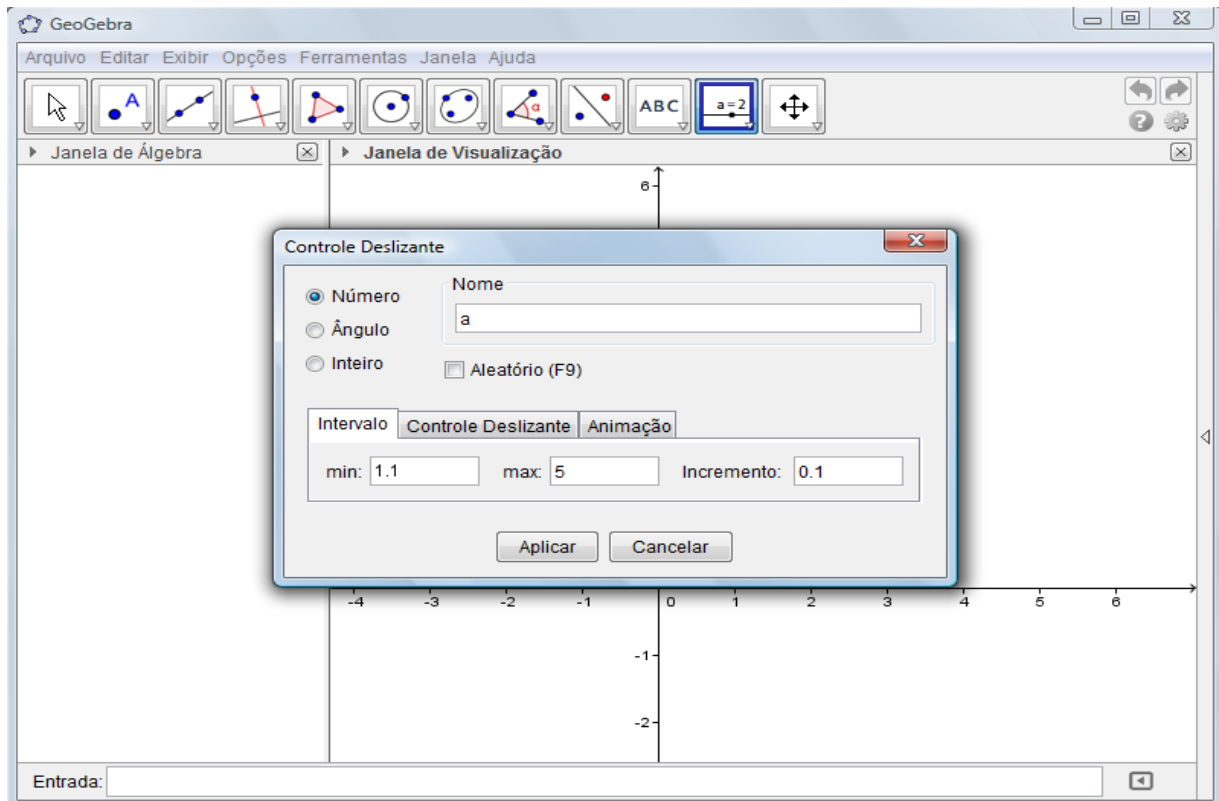 GeoGebra
Arquivo Editar Exibir Opções Ferramentas Janela Ajuda
A
α
ABC
a=2
Janela de Álgebra
Janela de Visualização
6
Controle Deslizante
Número
Ângulo
Inteiro
Nome
a
Aleatório (F9)
Intervalo Controle Deslizante Animação
min: 1.1 max: 5 Incremento: 0.1
Aplicar Cancelar
-4 -3 -2 -1 0 1 2 3 4 5 6
-1
-2
Entrada: